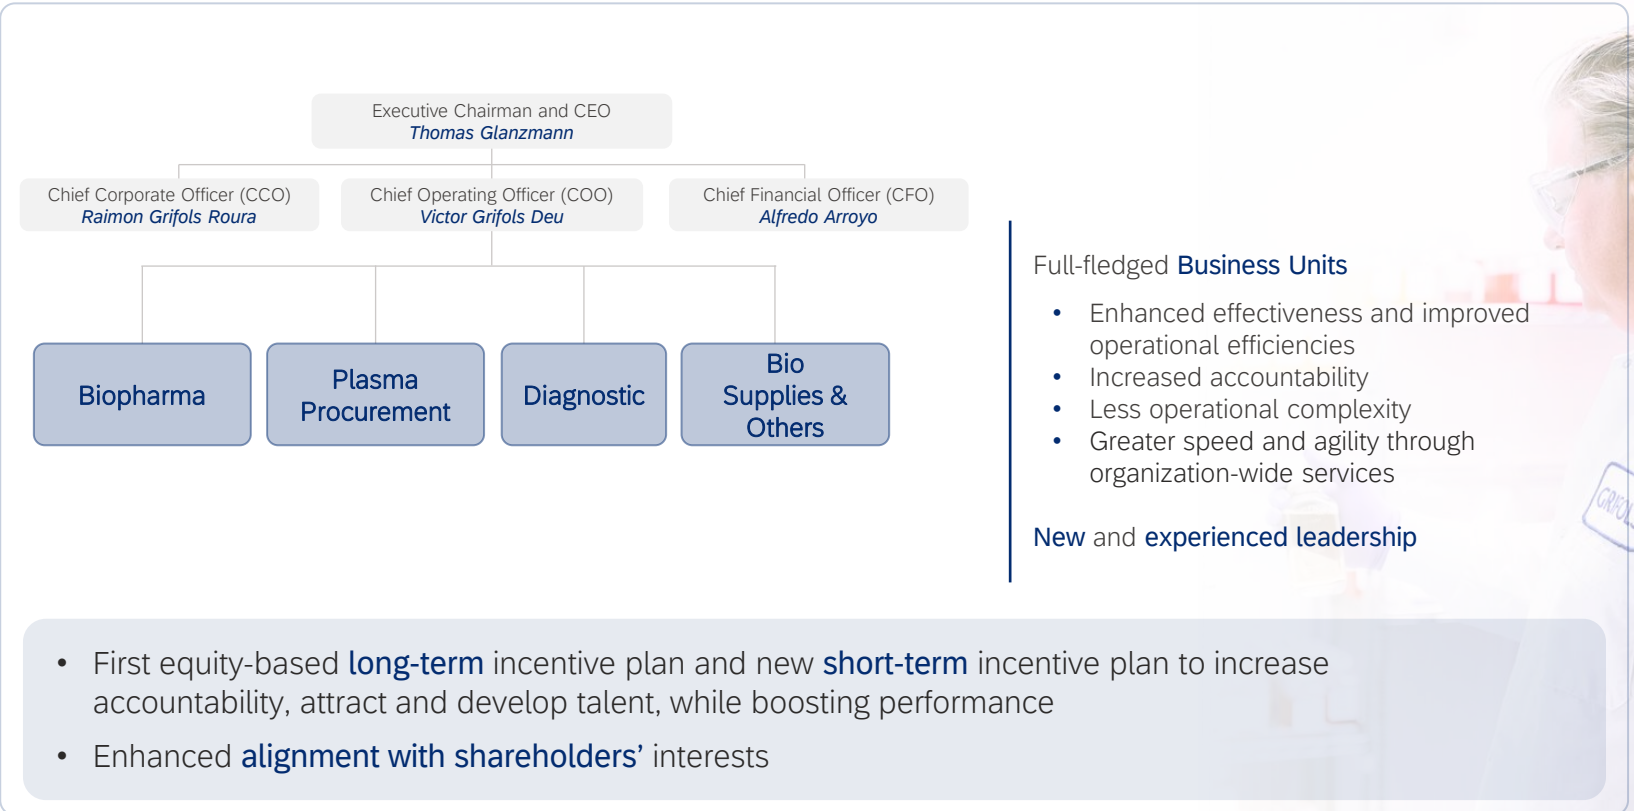 Executive Chairman and CEO
Thomas Glanzmann
Chief Corporate Officer (CCO)
Raimon Grifols Roura
Chief Operating Officer (COO)
Victor Grifols Deu
Chief Financial Officer (CFO)
Alfredo Arroyo
Biopharma
Plasma
Procurement
Diagnostic
Bio
Supplies &
Others
Full-fledged Business Units
• Enhanced effectiveness and improved
operational efficiencies
• Increased accountability
• Less operational complexity
• Greater speed and agility through
organization-wide services
New and experienced leadership
• First equity-based long-term incentive plan and new short-term incentive plan to increase
accountability, attract and develop talent, while boosting performance
• Enhanced alignment with shareholders’ interests